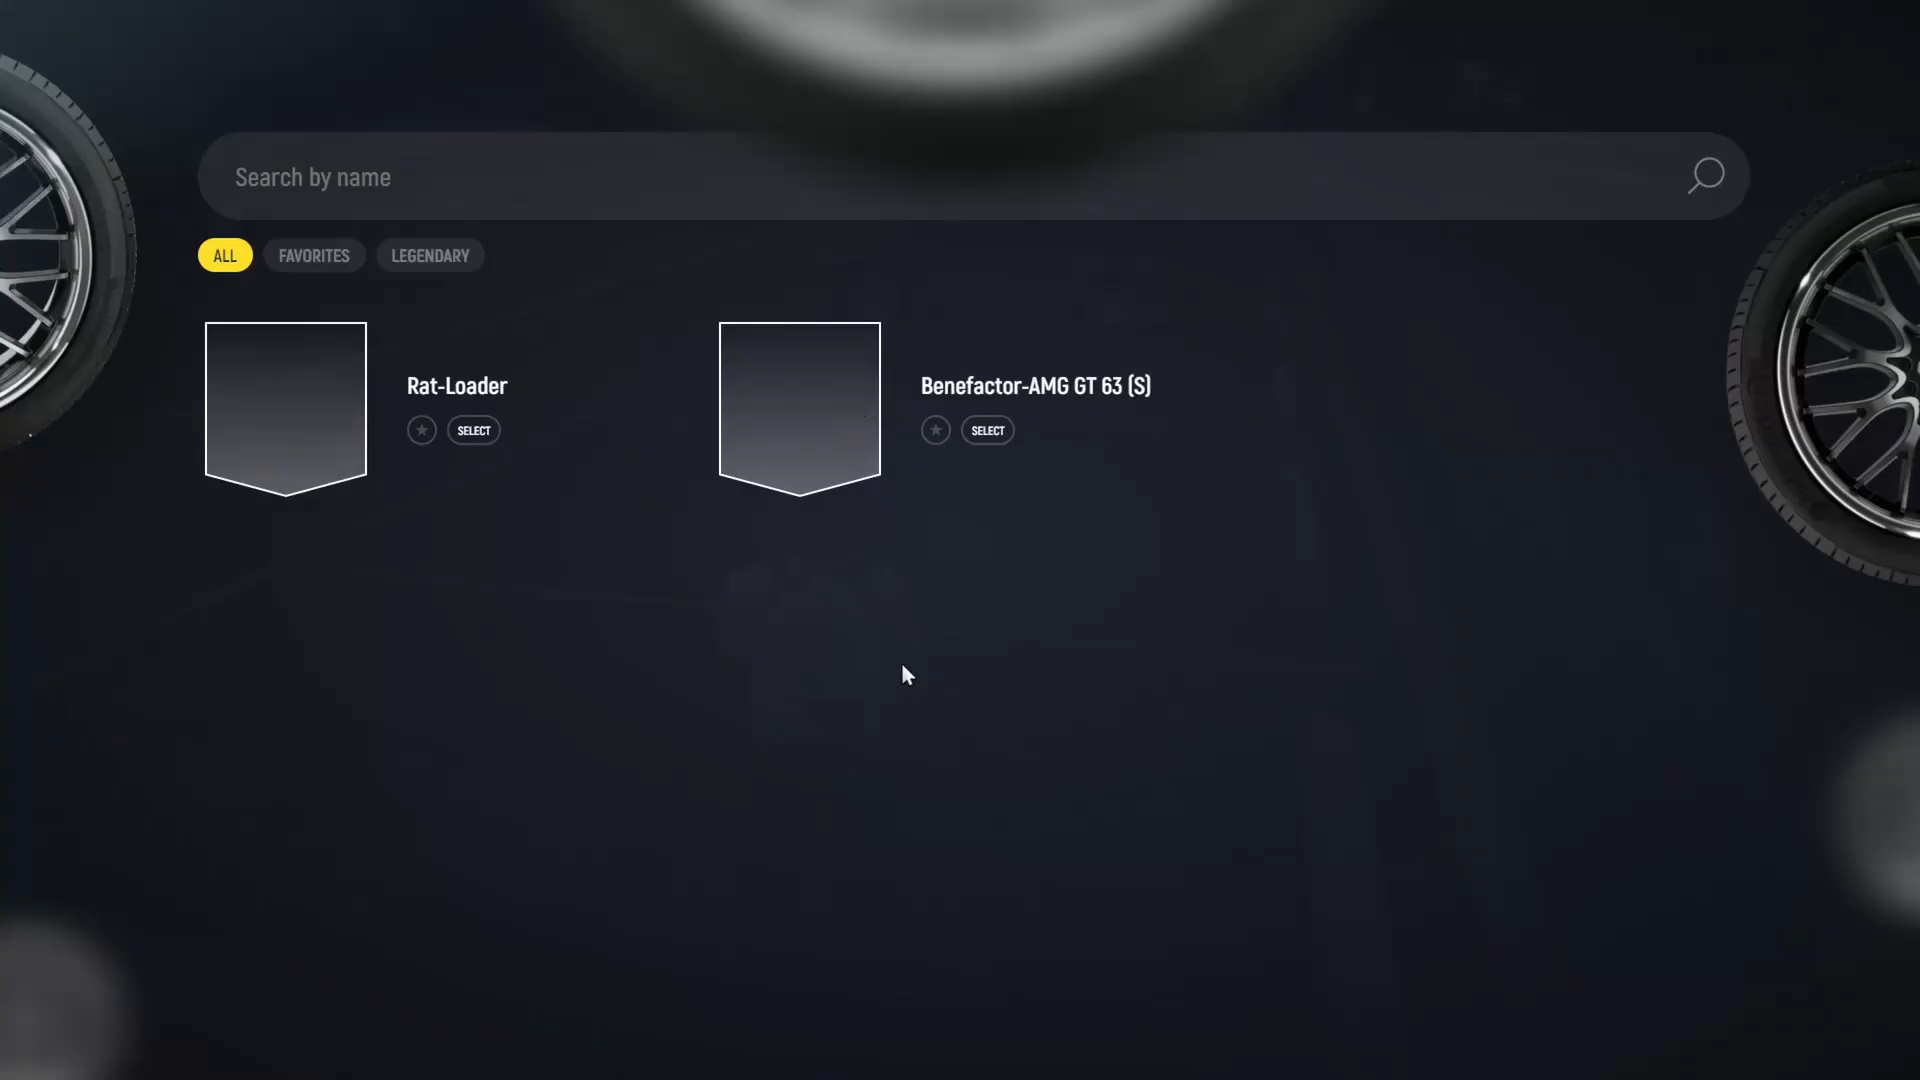 Search by name
ALL
FAVORITES
LEGENDARY
Rat-Loader
SELECT
Benefactor-AMG GT 63 (S)
SELECT